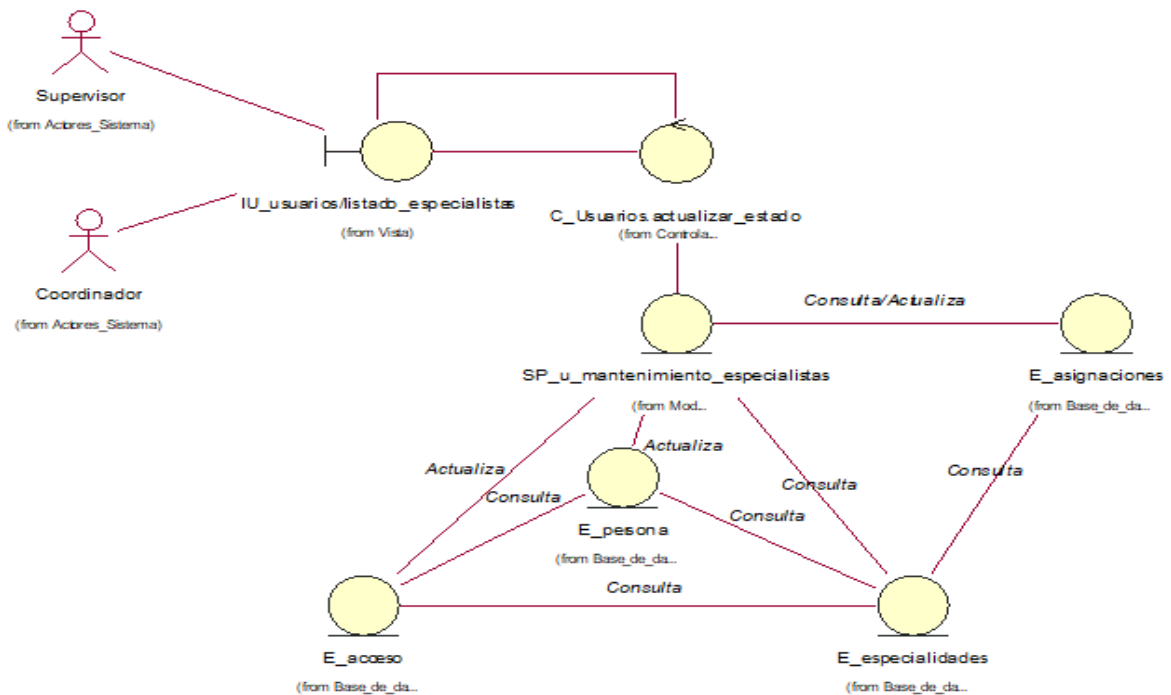 Supervisor
(from Actores_Sistema)
IU_usuarios/listado_especialistas
(from Vista)
C_Usuarios.actualizar_estado
(from Controla...
Coordinador
(from Actores_Sistema)
Consulta/Actualiza
SP_u_mantenimiento_especialistas
(from Mod...
E_asignaciones
(from Base_de_da...
Actualiza
Actualiza
Consulta
Consulta
Consulta
Consulta
E_persona
(from Base_de_da...
Consulta
E_acceso
(from Base_de_da...
E_especialidades
(from Base_de_da...